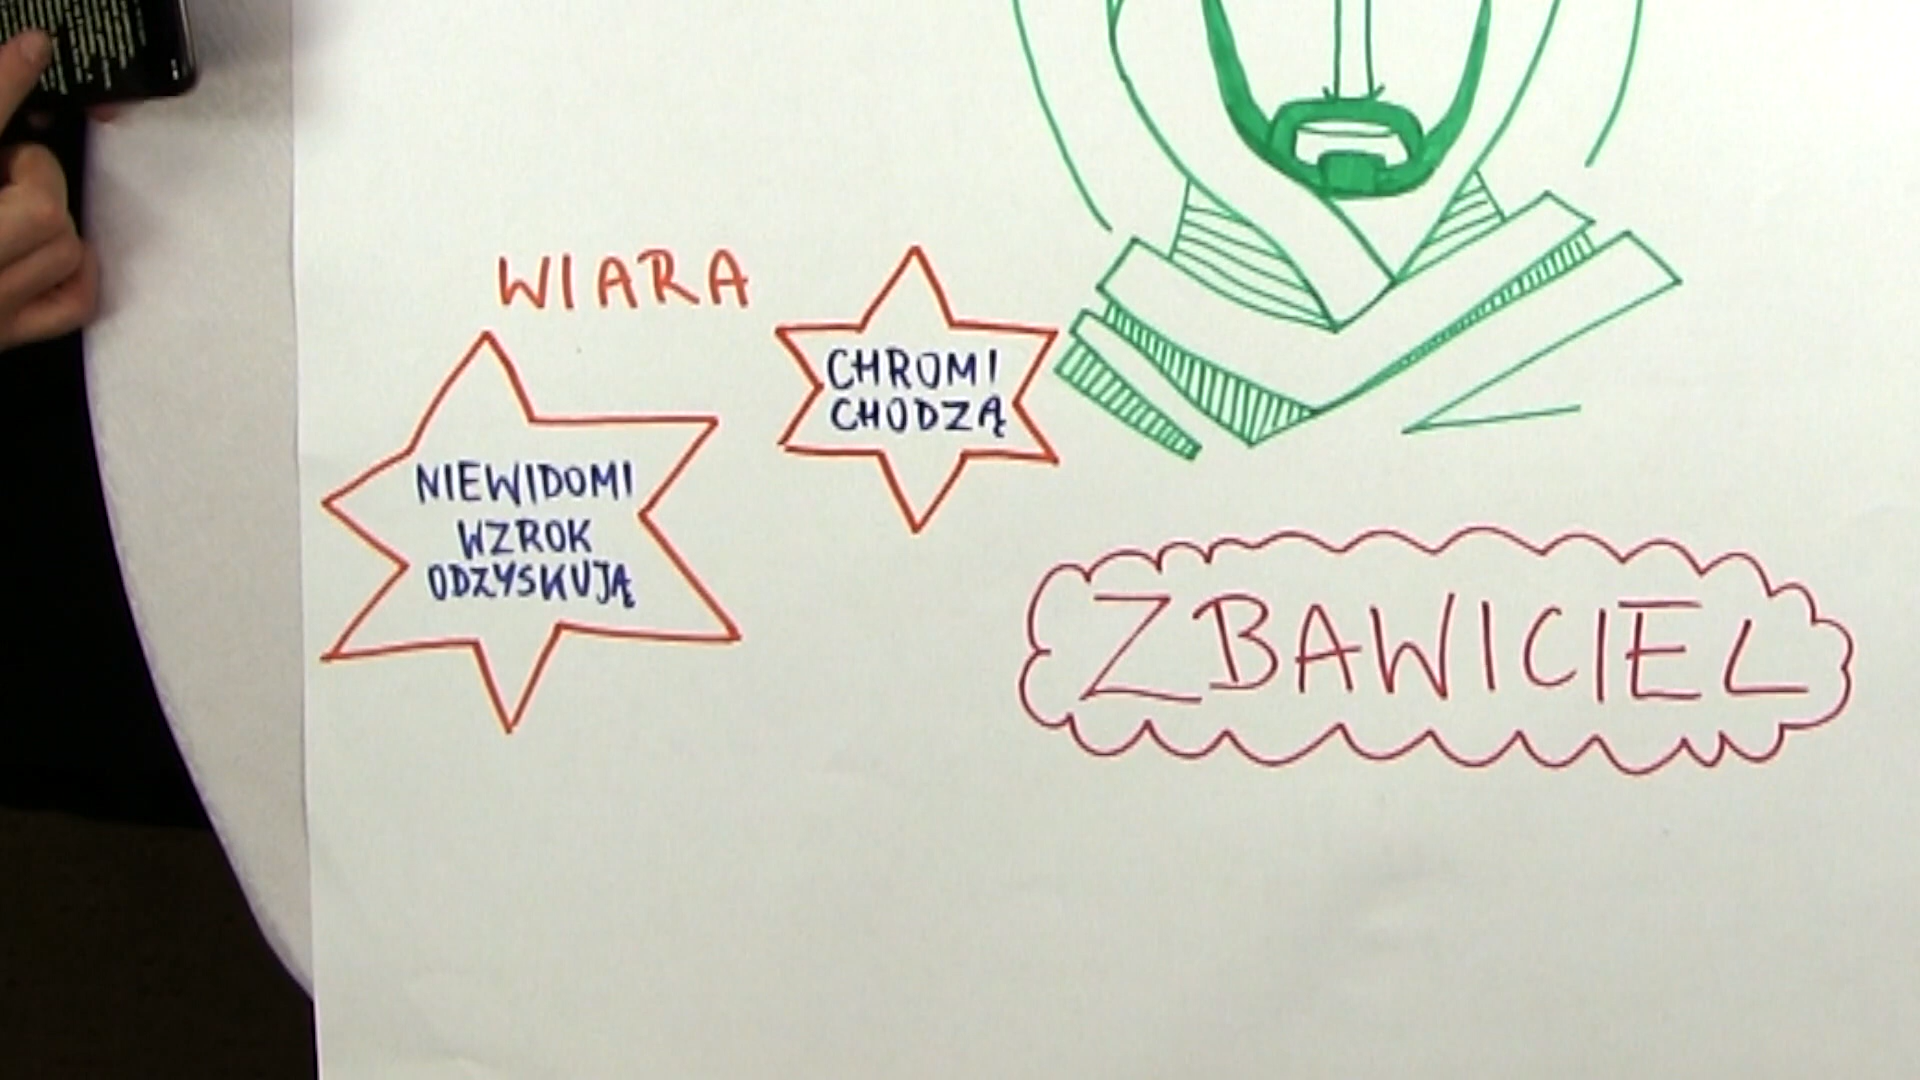 WIARA
CHROMI
CHODZĄ
NIEWIDOMI
WZROK
ODZYSKUJĄ
ZBAWICIEL